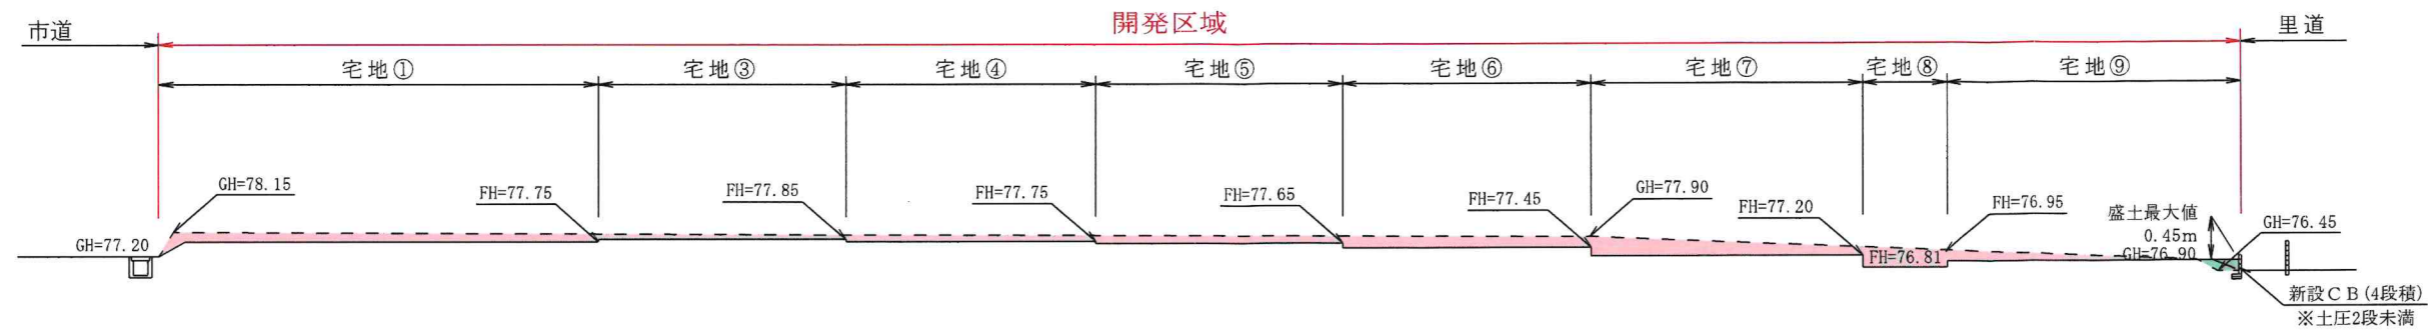 開発区域
市道
里道
宅地①
宅地③
宅地④
宅地⑤
宅地⑥
宅地⑦
宅地⑧
宅地⑨
GH=77.20
GH=78.15
FH=77.75
FH=77.85
FH=77.75
FH=77.65
FH=77.45
GH=77.90
FH=77.20
FH=76.81
FH=76.95
盛土最大値
0.45m
GH=76.90
GH=76.45
新設CB(4段積)
※土圧2段未満